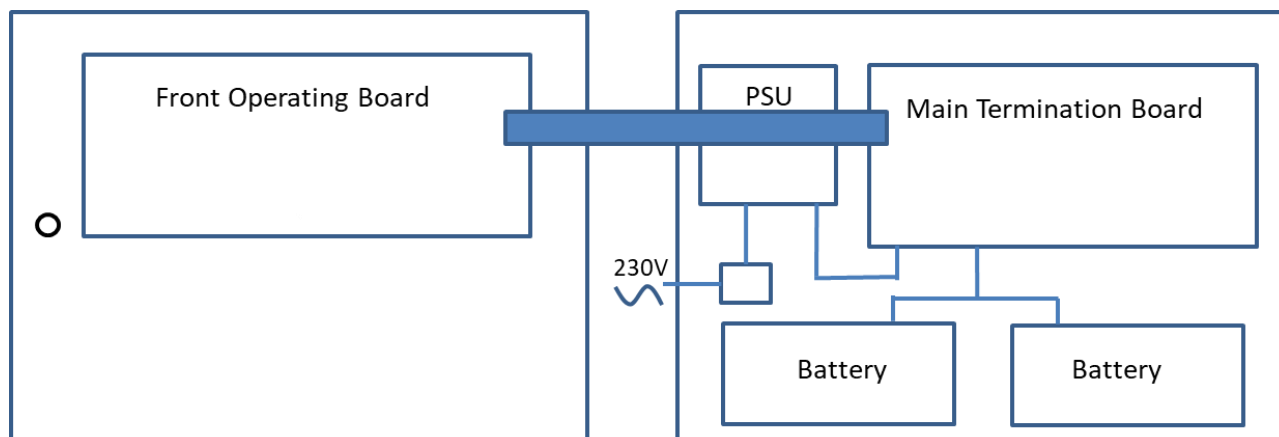 Front Operating Board
PSU
Main Termination Board
230V
Battery
Battery